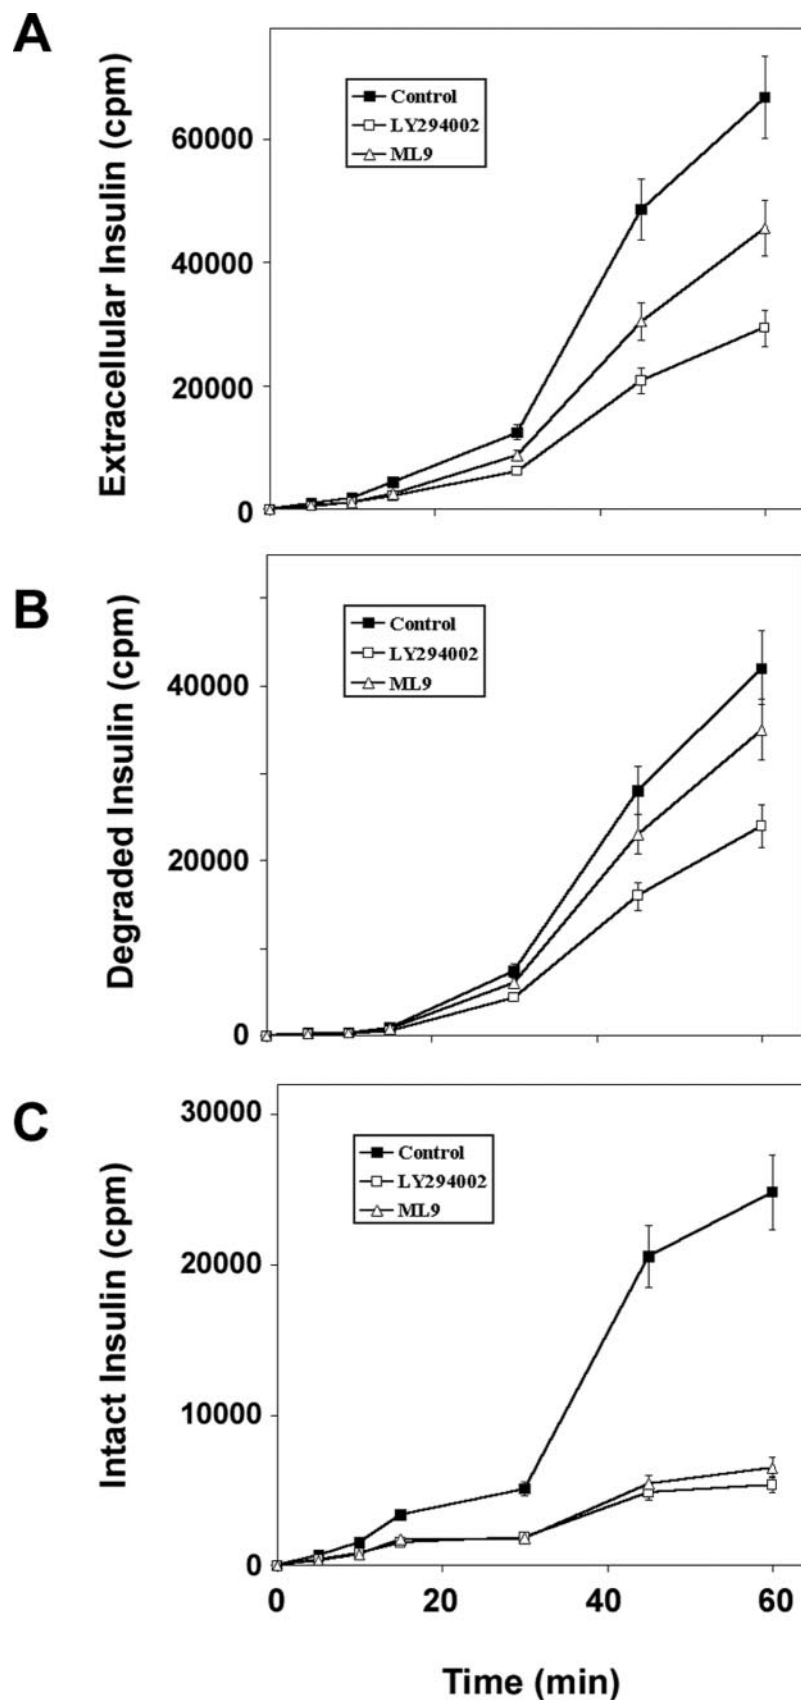 A
Extracellular Insulin (cpm)
60000
40000
20000
0
Control
LY294002
ML9
B
Degraded Insulin (cpm)
40000
20000
0
Control
LY294002
ML9
C
Intact Insulin (cpm)
30000
20000
10000
0
Control
LY294002
ML9
0 20 40 60
Time (min)